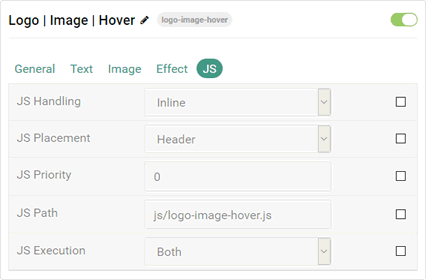 Logo | Image | Hover logo-image-hover
General Text Image Effect JS
JS Handling Inline
JS Placement Header
JS Priority 0
JS Path js/logo-image-hover.js
JS Execution Both